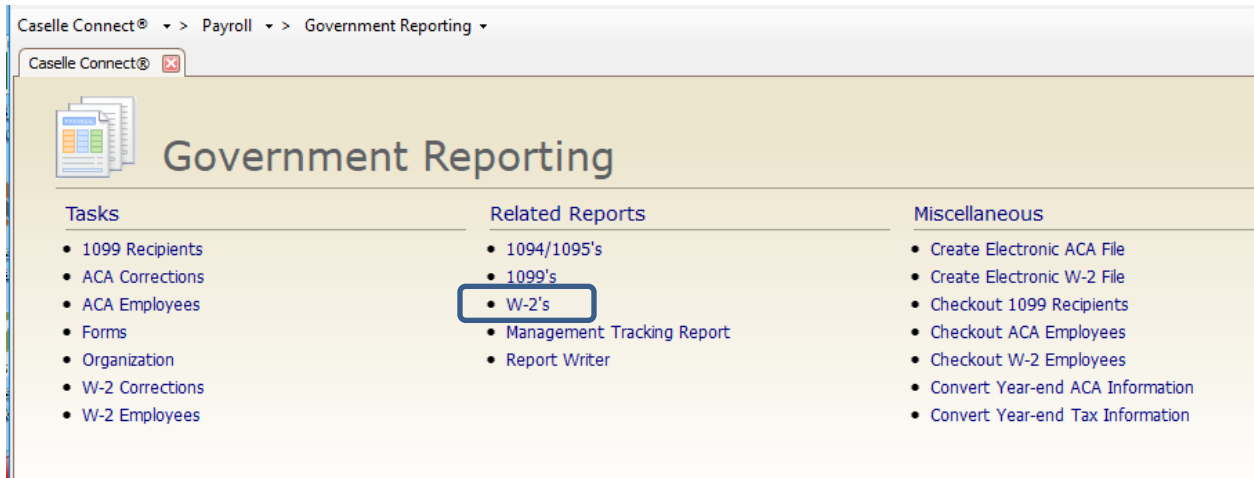 Caselle Connect® > Payroll > Government Reporting
Caselle Connect®
Government Reporting
Tasks
• 1099 Recipients
• ACA Corrections
• ACA Employees
• Forms
• Organization
• W-2 Corrections
• W-2 Employees
Related Reports
• 1094/1095's
• 1099's
• W-2's
• Management Tracking Report
• Report Writer
Miscellaneous
• Create Electronic ACA File
• Create Electronic W-2 File
• Checkout 1099 Recipients
• Checkout ACA Employees
• Checkout W-2 Employees
• Convert Year-end ACA Information
• Convert Year-end Tax Information